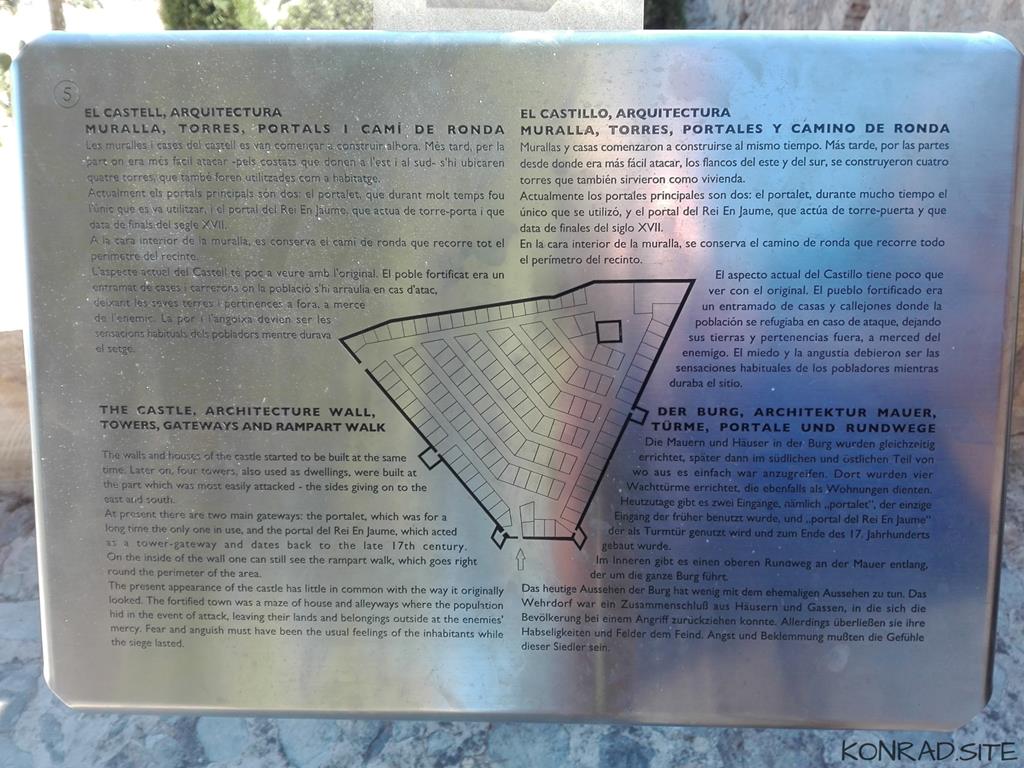 5
EL CASTELL, ARQUITECTURA
MURALLA, TORRES, PORTALS I CAMÍ DE RONDA
Les muralles i cases del castell es van començar a construir alhora. Més tard, per la
part on era més fàcil atacar -pels costats que donen a l'est i al sud- s'hi ubicaren
quatre torres, que també foren utilitzades com a habitatge.
Actualment els portals principals són dos: el portalet, que durant molt temps fou
l'únic que es va utilitzar, i el portal del Rei En Jaume, que actua de torre-porta i que
data de finals del segle XVII.
A la cara interior de la muralla, es conserva el camí de ronda que recorre tot el
perímetre del recinte.
L'aspecte actual del Castell té poc a veure amb l'original. El poble fortificat era un
entramat de cases i carrerons on la població s'hi arraulia en cas d'atac,
deixant les seves terres i pertinences a fora, a mercè
de l'enemic. La por i l'angoixa devien ser les
sensacions habituals dels pobladors mentre durava
el setge.
EL CASTILLO, ARQUITECTURA
MURALLA, TORRES, PORTALES Y CAMINO DE RONDA
Murallas y casas comenzaron a construirse al mismo tiempo. Más tarde, por las partes
desde donde era más fácil atacar, los flancos del este y del sur, se construyeron cuatro
torres que también sirvieron como vivienda.
Actualmente los portales principales son dos: el portalet, durante mucho tiempo el
único que se utilizó, y el portal del Rei En Jaume, que actúa de torre-puerta y que
data de finales del siglo XVII.
En la cara interior de la muralla, se conserva el camino de ronda que recorre todo
el perímetro del recinto.
El aspecto actual del Castillo tiene poco que
ver con el original. El pueblo fortificado era
un entramado de casas y callejones donde la
población se refugiaba en caso de ataque, dejando
sus tierras y pertenencias fuera, a merced del
enemigo. El miedo y la angustia debieron ser las
sensaciones habituales de los pobladores mientras
duraba el sitio.
THE CASTLE, ARCHITECTURE WALL,
TOWERS, GATEWAYS AND RAMPART WALK
The walls and houses of the castle started to be built at the same
time. Later on, four towers, also used as dwellings, were built at
the part which was most easily attacked - the sides giving on to the
east and south.
At present there are two main gateways: the portalet, which was for a
long time the only one in use, and the portal del Rei En Jaume, which acted
as a tower-gateway and dates back to the late 17th century.
On the inside of the wall one can still see the rampart walk, which goes right
round the perimeter of the area.
The present appearance of the castle has little in common with the way it originally
looked. The fortified town was a maze of house and alleyways where the population
hid in the event of attack, leaving their lands and belongings outside at the enemies'
mercy. Fear and anguish must have been the usual feelings of the inhabitants while
the siege lasted.
DER BURG, ARCHITEKTUR MAUER,
TÜRME, PORTALE UND RUNDWEGE
Die Mauern und Häuser in der Burg wurden gleichzeitig
errichtet, später dann im südlichen und östlichen Teil von
wo aus es einfach war anzugreifen. Dort wurden vier
Wachttürme errichtet, die ebenfalls als Wohnungen dienten.
Heutzutage gibt es zwei Eingänge, nämlich „portalet", der einzige
Eingang der früher benutzt wurde, und „portal del Rei En Jaume"
der als Turmtür genutzt wird und zum Ende des 17. Jahrhunderts
gebaut wurde.
Im Inneren gibt es einen oberen Rundweg an der Mauer entlang,
der um die ganze Burg führt.
Das heutige Aussehen der Burg hat wenig mit dem ehemaligen Aussehen zu tun. Das
Wehrdorf war ein Zusammenschluß aus Häusern und Gassen, in die sich die
Bevölkerung bei einem Angriff zurückziehen konnte. Allerdings überließen sie ihre
Habseligkeiten und Felder dem Feind. Angst und Beklemmung mußten die Gefühle
dieser Siedler sein.
KONRAD.SITE